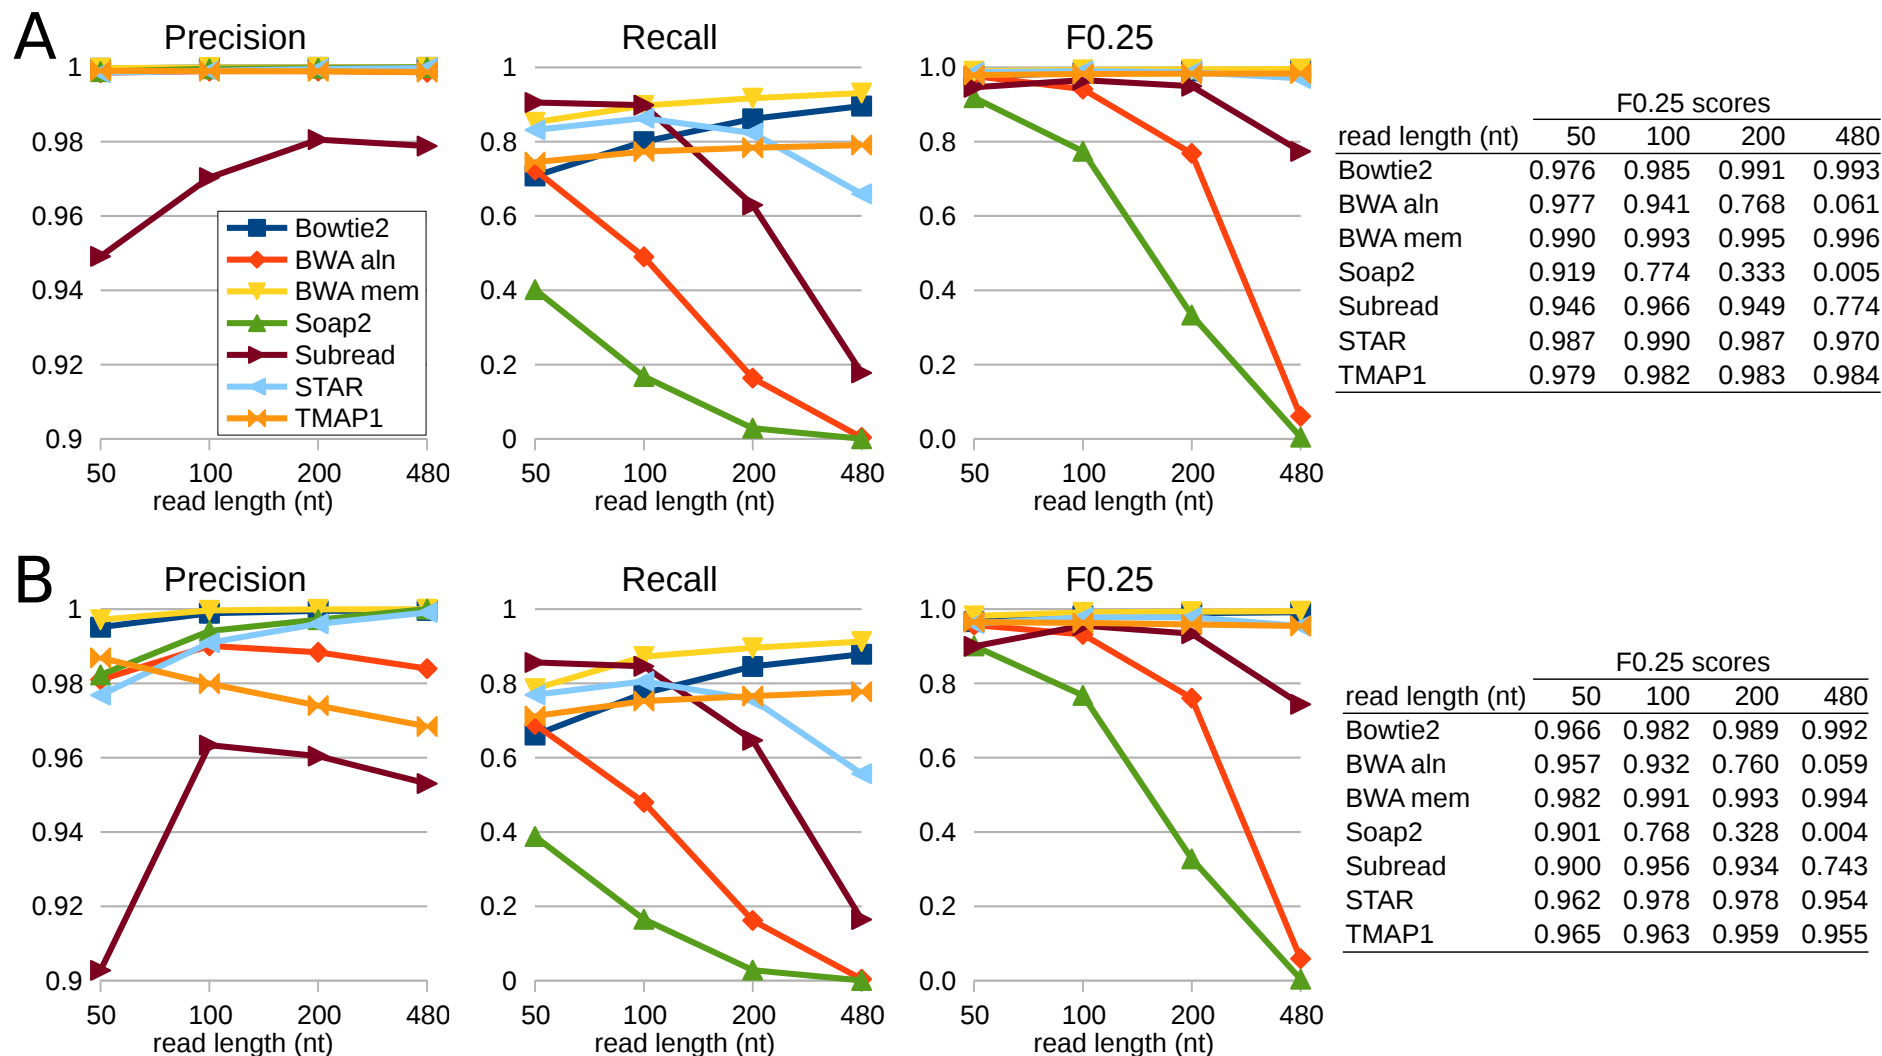 A
Precision
Recall
F0.25
1
0.98
0.96
0.94
0.92
0.9
50 100 200 480
read length (nt)
Bowtie2
BWA aln
BWA mem
Soap2
Subread
STAR
TMAP1
1
0.8
0.6
0.4
0.2
0
50 100 200 480
read length (nt)
1.0
0.8
0.6
0.4
0.2
0.0
50 100 200 480
read length (nt)
F0.25 scores
read length (nt) 50 100 200 480
Bowtie2 0.976 0.985 0.991 0.993
BWA aln 0.977 0.941 0.768 0.061
BWA mem 0.990 0.993 0.995 0.996
Soap2 0.919 0.774 0.333 0.005
Subread 0.946 0.966 0.949 0.774
STAR 0.987 0.990 0.987 0.970
TMAP1 0.979 0.982 0.983 0.984
B
Precision
Recall
F0.25
1
0.98
0.96
0.94
0.92
0.9
50 100 200 480
read length (nt)
1
0.8
0.6
0.4
0.2
0
50 100 200 480
read length (nt)
1.0
0.8
0.6
0.4
0.2
0.0
50 100 200 480
read length (nt)
F0.25 scores
read length (nt) 50 100 200 480
Bowtie2 0.966 0.982 0.989 0.992
BWA aln 0.957 0.932 0.760 0.059
BWA mem 0.982 0.991 0.993 0.994
Soap2 0.901 0.768 0.328 0.004
Subread 0.900 0.956 0.934 0.743
STAR 0.962 0.978 0.978 0.954
TMAP1 0.965 0.963 0.959 0.955